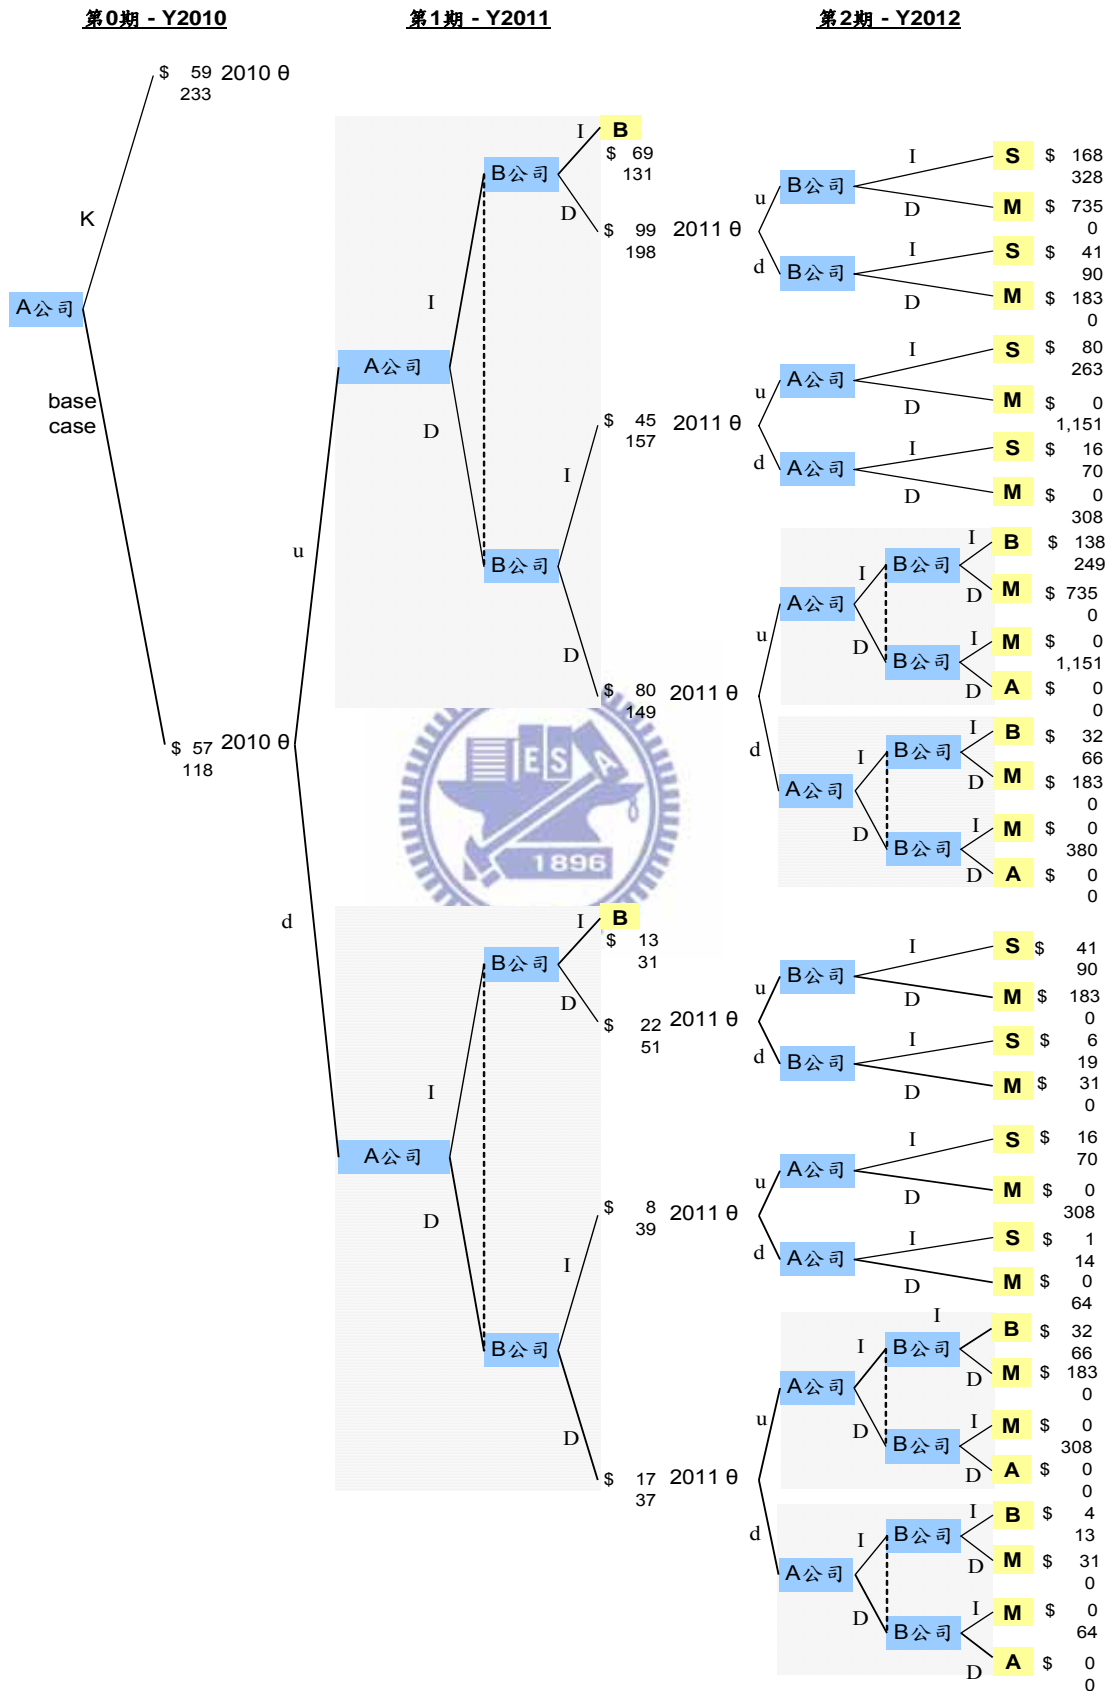 第0期 - Y2010
第1期 - Y2011
第2期 - Y2012
$ 59 2010 θ
233
K
A公司
base
case
$ 57 2010 θ
118
u
d
A公司
I
D
B公司
I
B
$ 69
131
D
$ 99 2011 θ
198
B公司
I
$ 45 2011 θ
157
D
$ 80 2011 θ
149
u
B公司
I
S $ 168
328
D
M $ 735
0
d
B公司
I
S $ 41
90
D
M $ 183
0
u
A公司
I
S $ 80
263
D
M $ 0
1,151
d
A公司
I
S $ 16
70
D
M $ 0
308
u
A公司
I
D
B公司
I
B $ 138
249
D
M $ 735
0
B公司
I
M $ 0
1,151
D
A $ 0
0
d
A公司
I
D
B公司
I
B $ 32
66
D
M $ 183
0
B公司
I
M $ 0
380
D
A $ 0
0
ESA
1896
A公司
I
D
B公司
I
B
$ 13
31
D
$ 22 2011 θ
51
B公司
I
$ 8 2011 θ
39
D
$ 17 2011 θ
37
u
B公司
I
S $ 41
90
D
M $ 183
0
d
B公司
I
S $ 6
19
D
M $ 31
0
u
A公司
I
S $ 16
70
D
M $ 0
308
d
A公司
I
S $ 1
14
D
M $ 0
64
u
A公司
I
D
B公司
I
B $ 32
66
D
M $ 183
0
B公司
I
M $ 0
308
D
A $ 0
0
d
A公司
I
D
B公司
I
B $ 4
13
D
M $ 31
0
B公司
I
M $ 0
64
D
A $ 0
0